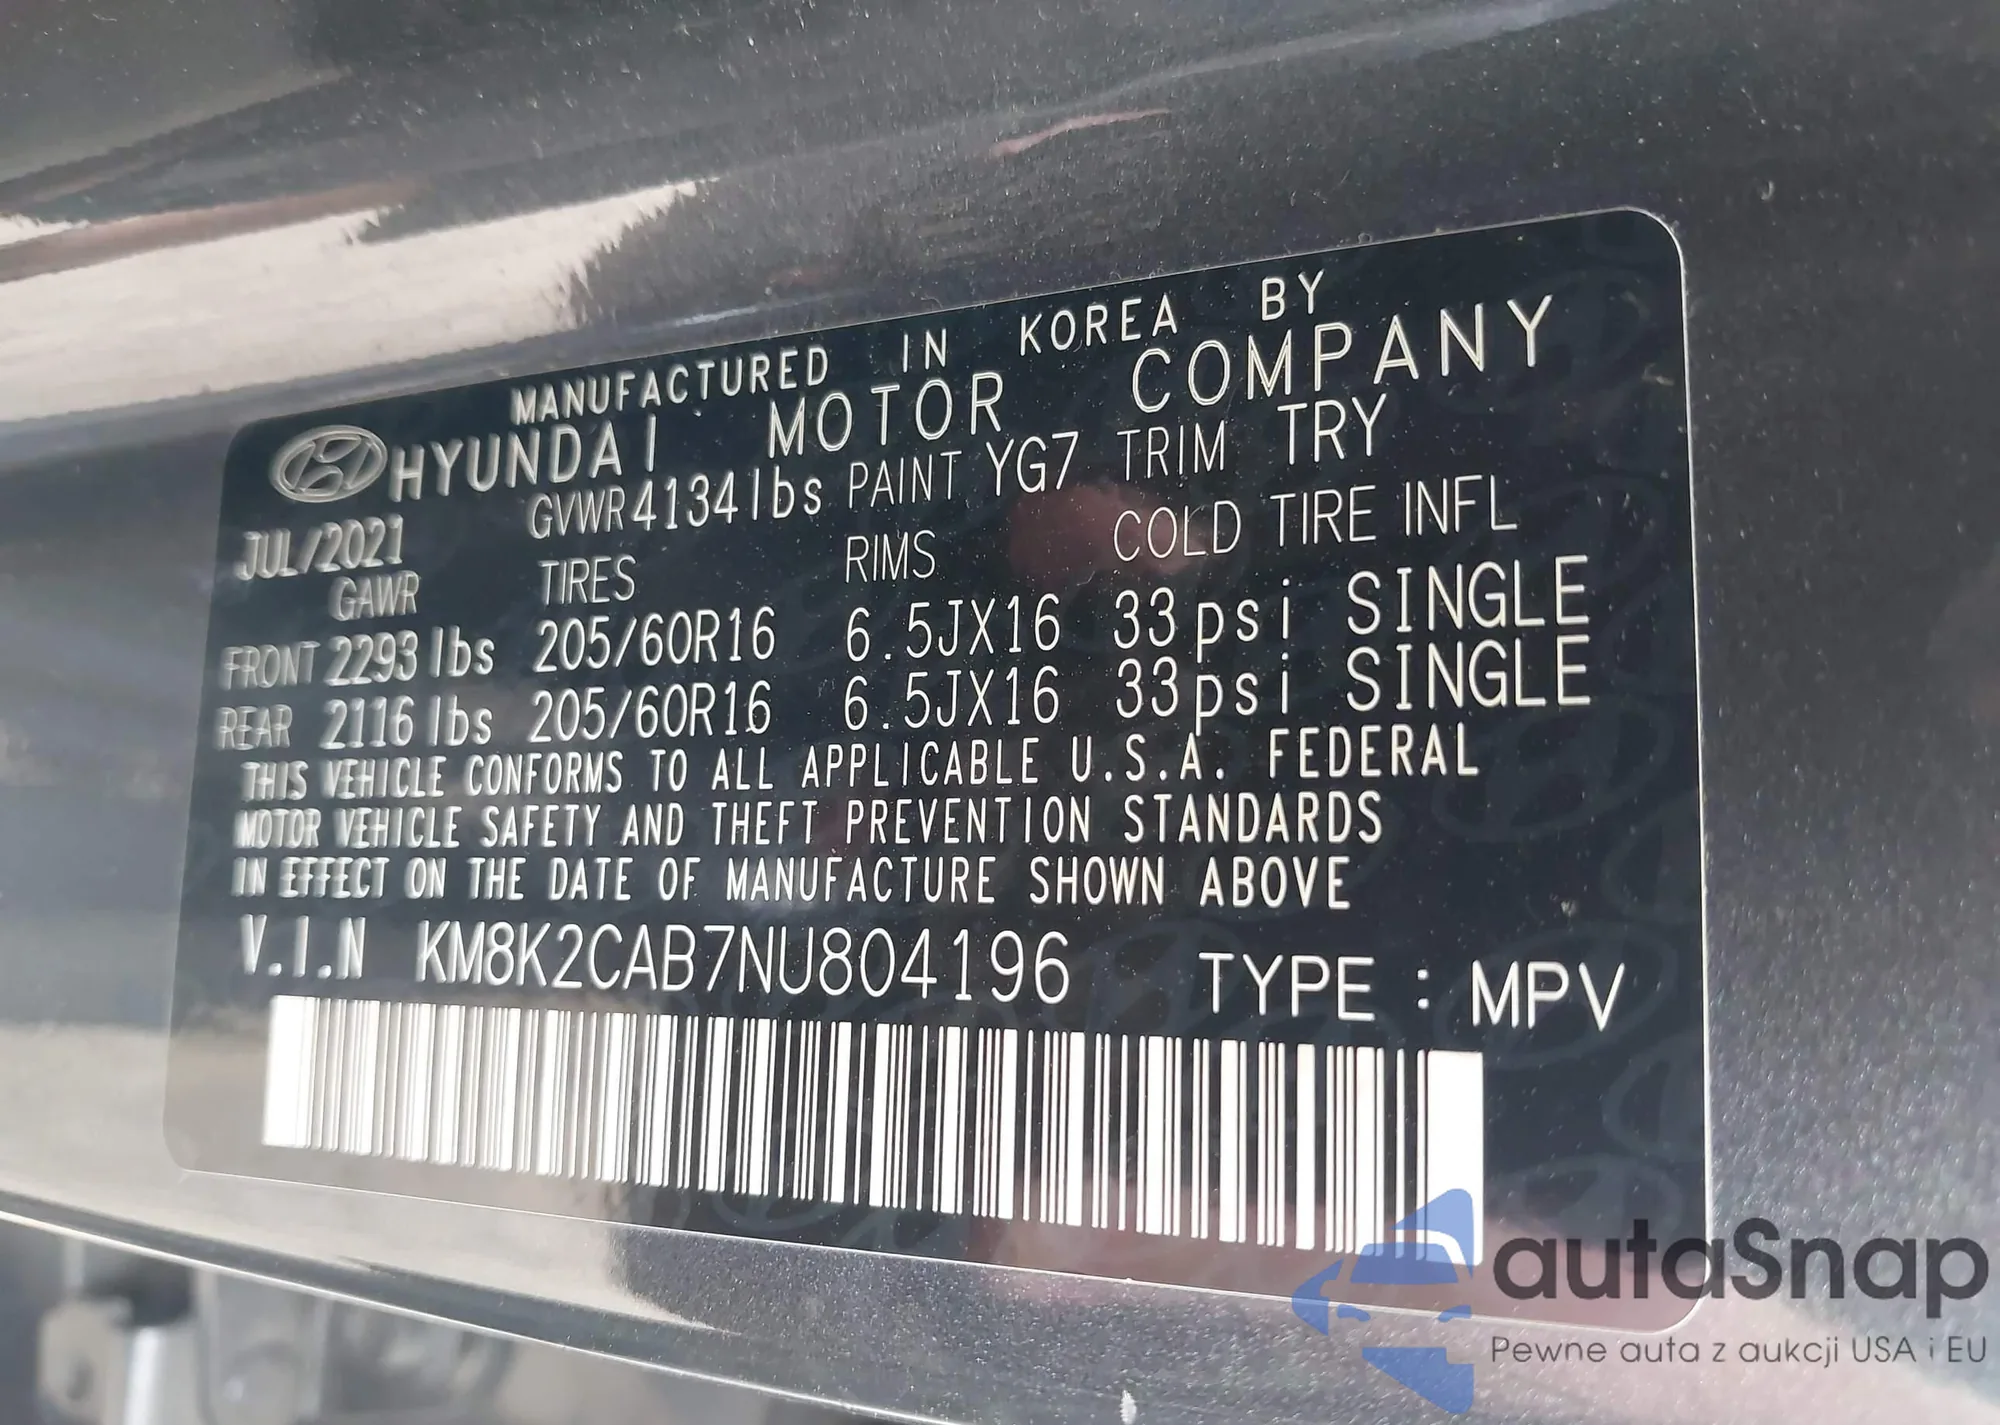 MANUFACTURED IN KOREA BY
HYUNDAI MOTOR COMPANY
JUL/2021 GVWR 4134lbs PAINT YG7 TRIM TRY
GAWR TIRES RIMS COLD TIRE INFL
FRONT 2293 lbs 205/60R16 6.5JX16 33psi SINGLE
REAR 2116 lbs 205/60R16 6.5JX16 33psi SINGLE
THIS VEHICLE CONFORMS TO ALL APPLICABLE U.S.A. FEDERAL
MOTOR VEHICLE SAFETY AND THEFT PREVENTION STANDARDS
IN EFFECT ON THE DATE OF MANUFACTURE SHOWN ABOVE
V.I.N KM8K2CAB7NU804196 TYPE : MPV
autaSnap
Pewne auta z aukcji USA i EU